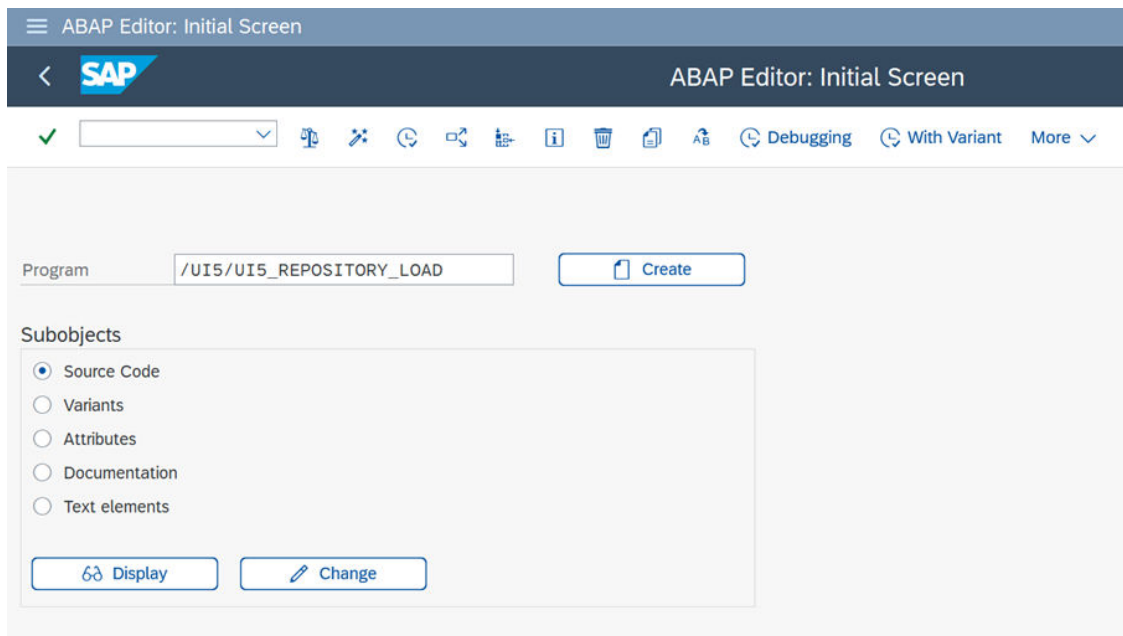 ABAP Editor: Initial Screen
SAP ABAP Editor: Initial Screen
Debugging With Variant More
Program /UI5/UI5_REPOSITORY_LOAD Create
Subobjects
Source Code
Variants
Attributes
Documentation
Text elements
Display Change